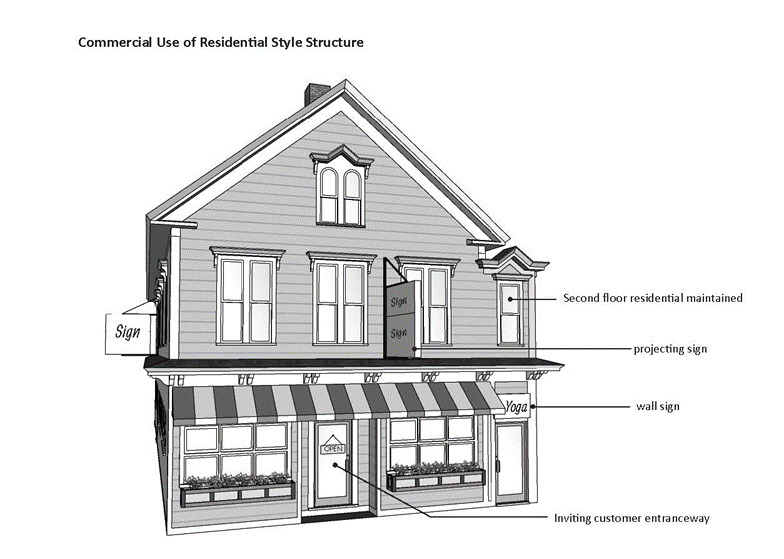 Commercial Use of Residential Style Structure
Sign
Sign
Second floor residential maintained
Sign
Sign
projecting sign
Yoga
wall sign
OPEN
Inviting customer entranceway